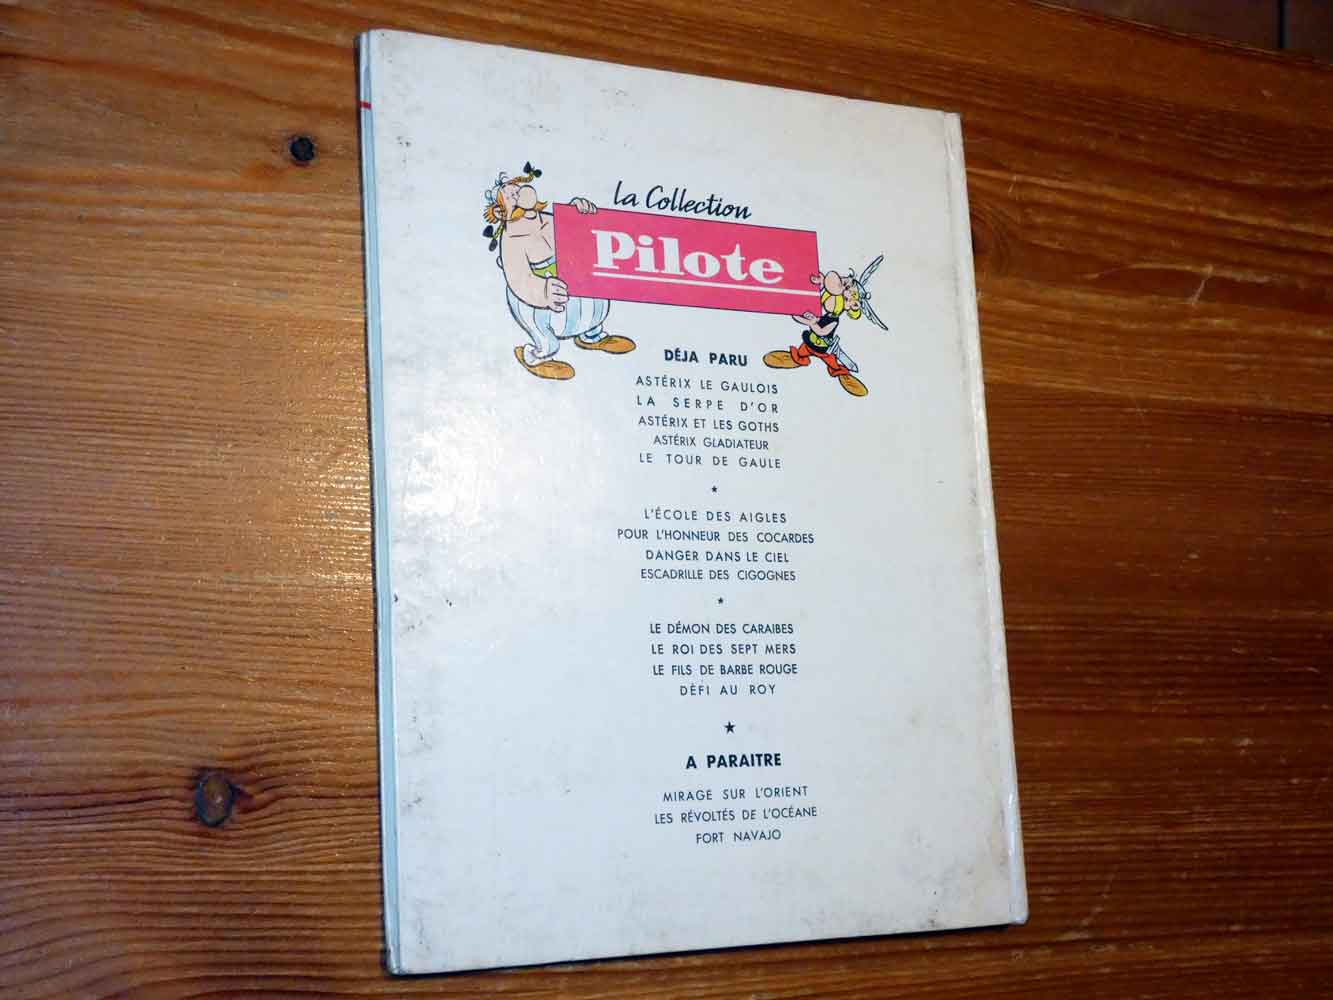 la Collection
Pilote
DÉJA PARU
ASTÉRIX LE GAULOIS
LA SERPE D'OR
ASTÉRIX ET LES GOTHS
ASTÉRIX GLADIATEUR
LE TOUR DE GAULE
*
L'ÉCOLE DES AIGLES
POUR L'HONNEUR DES COCARDES
DANGER DANS LE CIEL
ESCADRILLE DES CIGOGNES
*
LE DÉMON DES CARAIBES
LE ROI DES SEPT MERS
LE FILS DE BARBE ROUGE
DÉFI AU ROY
★
A PARAITRE
MIRAGE SUR L'ORIENT
LES RÉVOLTÉS DE L'OCÉANE
FORT NAVAJO